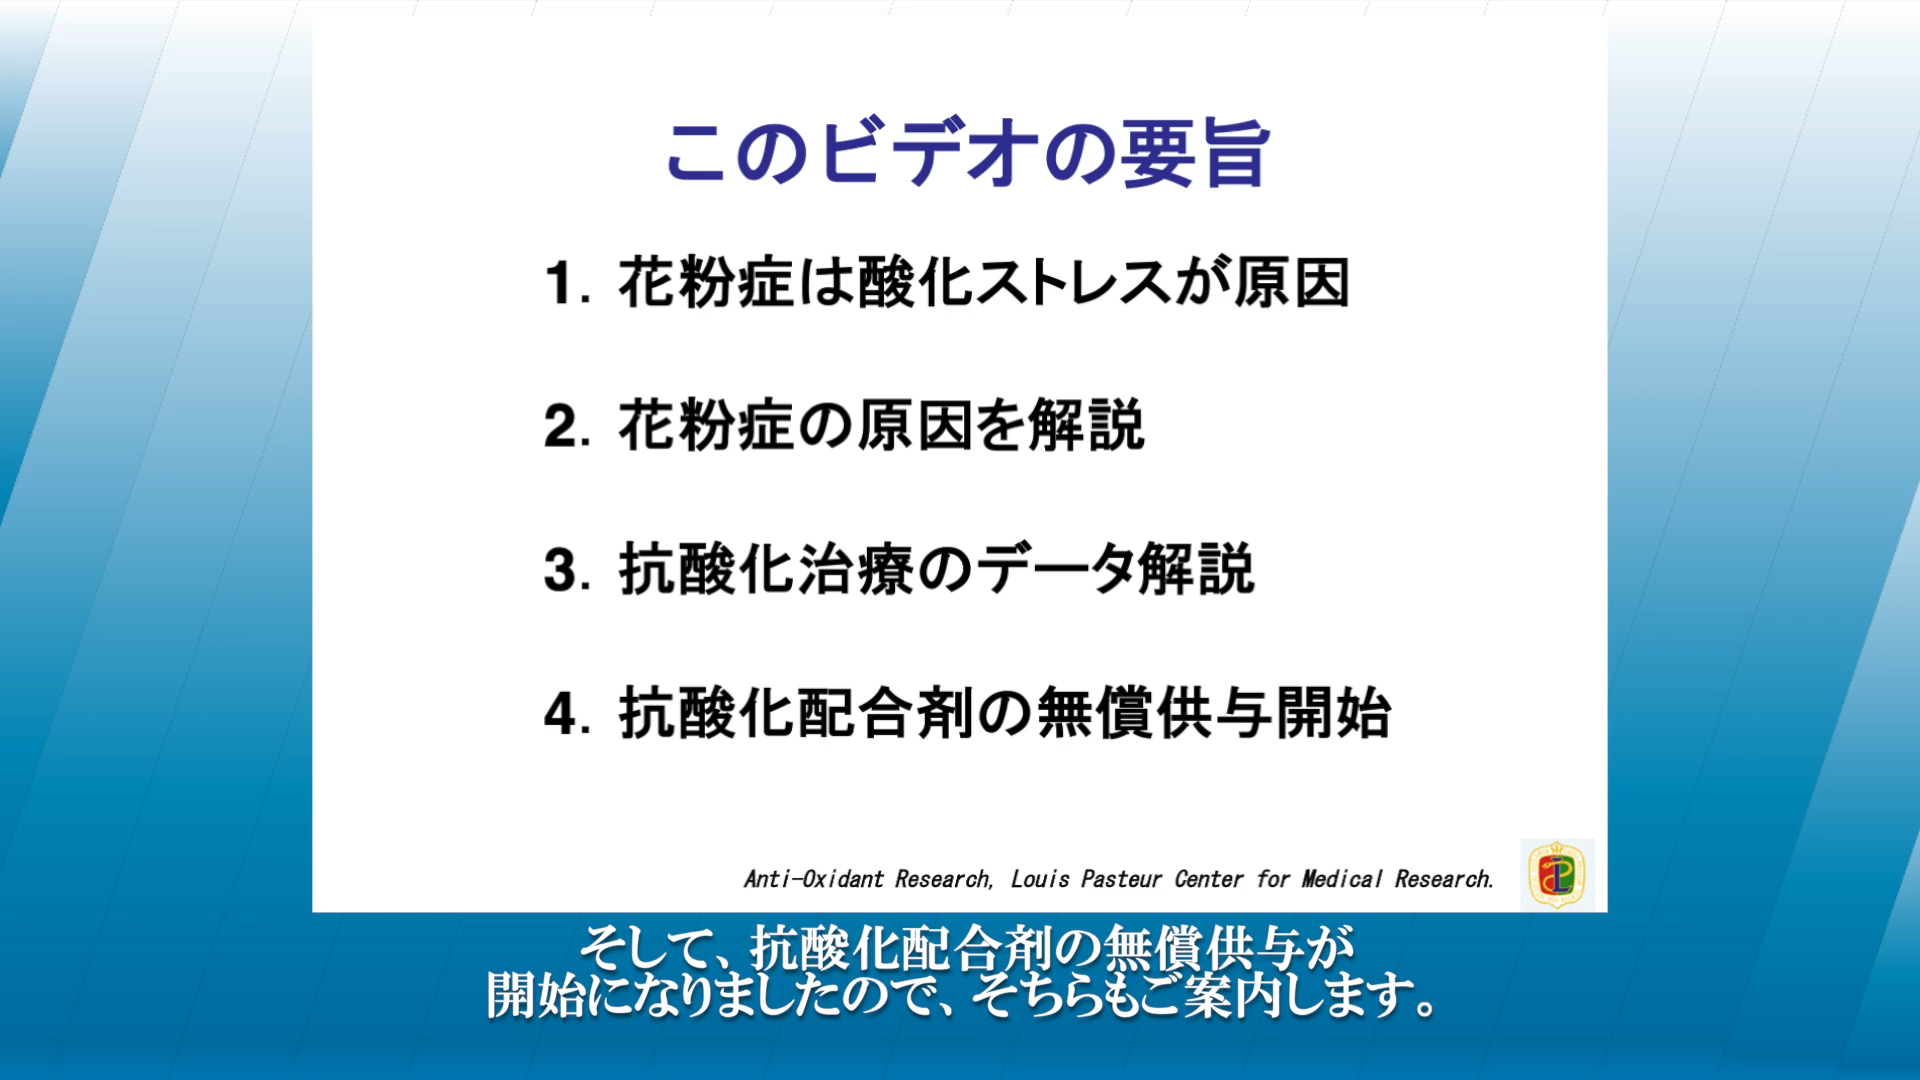 このビデオの要旨
1. 花粉症は酸化ストレスが原因
2. 花粉症の原因を解説
3. 抗酸化治療のデータ解説
4. 抗酸化配合剤の無償供与開始
Anti-Oxidant Research, Louis Pasteur Center for Medical Research.
そして、抗酸化配合剤の無償供与が
開始になりましたので、そちらもご案内します。